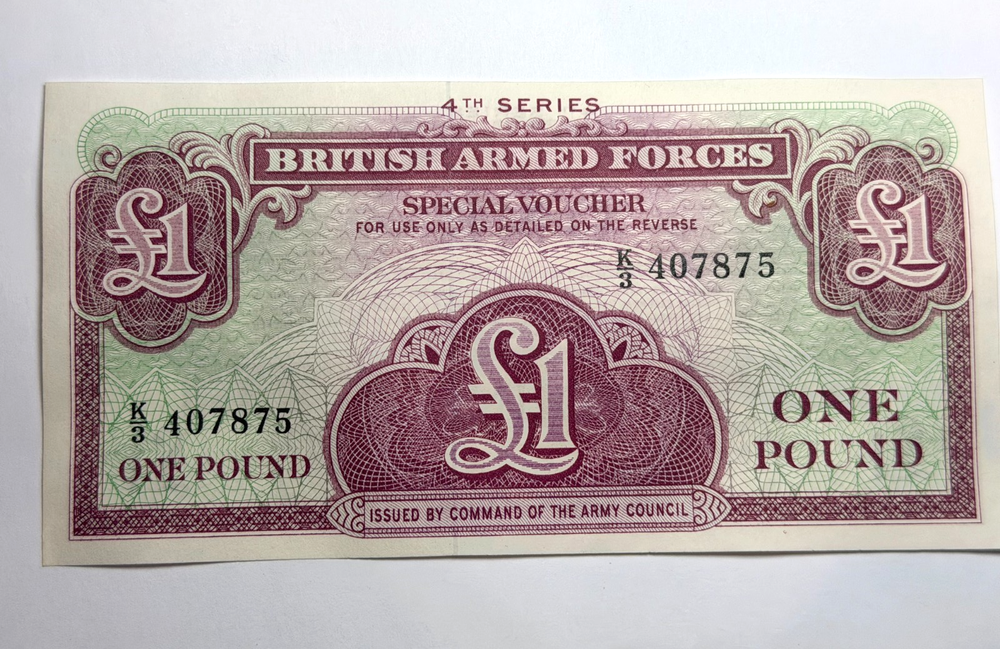 4TH SERIES
BRITISH ARMED FORCES
£1
£1
SPECIAL VOUCHER
FOR USE ONLY AS DETAILED ON THE REVERSE
K/3 407875
£1
K/3 407875
ONE POUND
ONE
POUND
ISSUED BY COMMAND OF THE ARMY COUNCIL